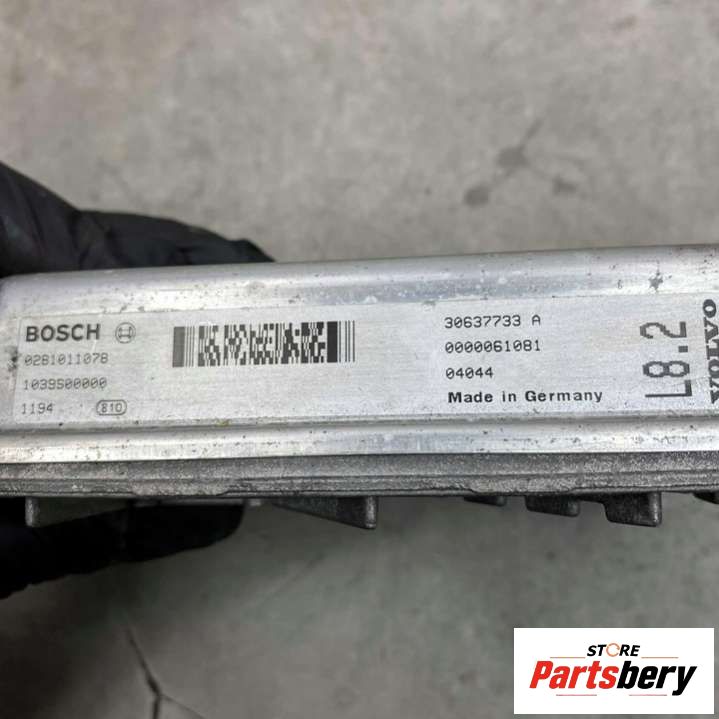 BOSCH
0281011078
1039S00000
1194 810
30637733 A
0000061081
04044
Made in Germany
L8.2
VOLVO
STORE
Partsbery